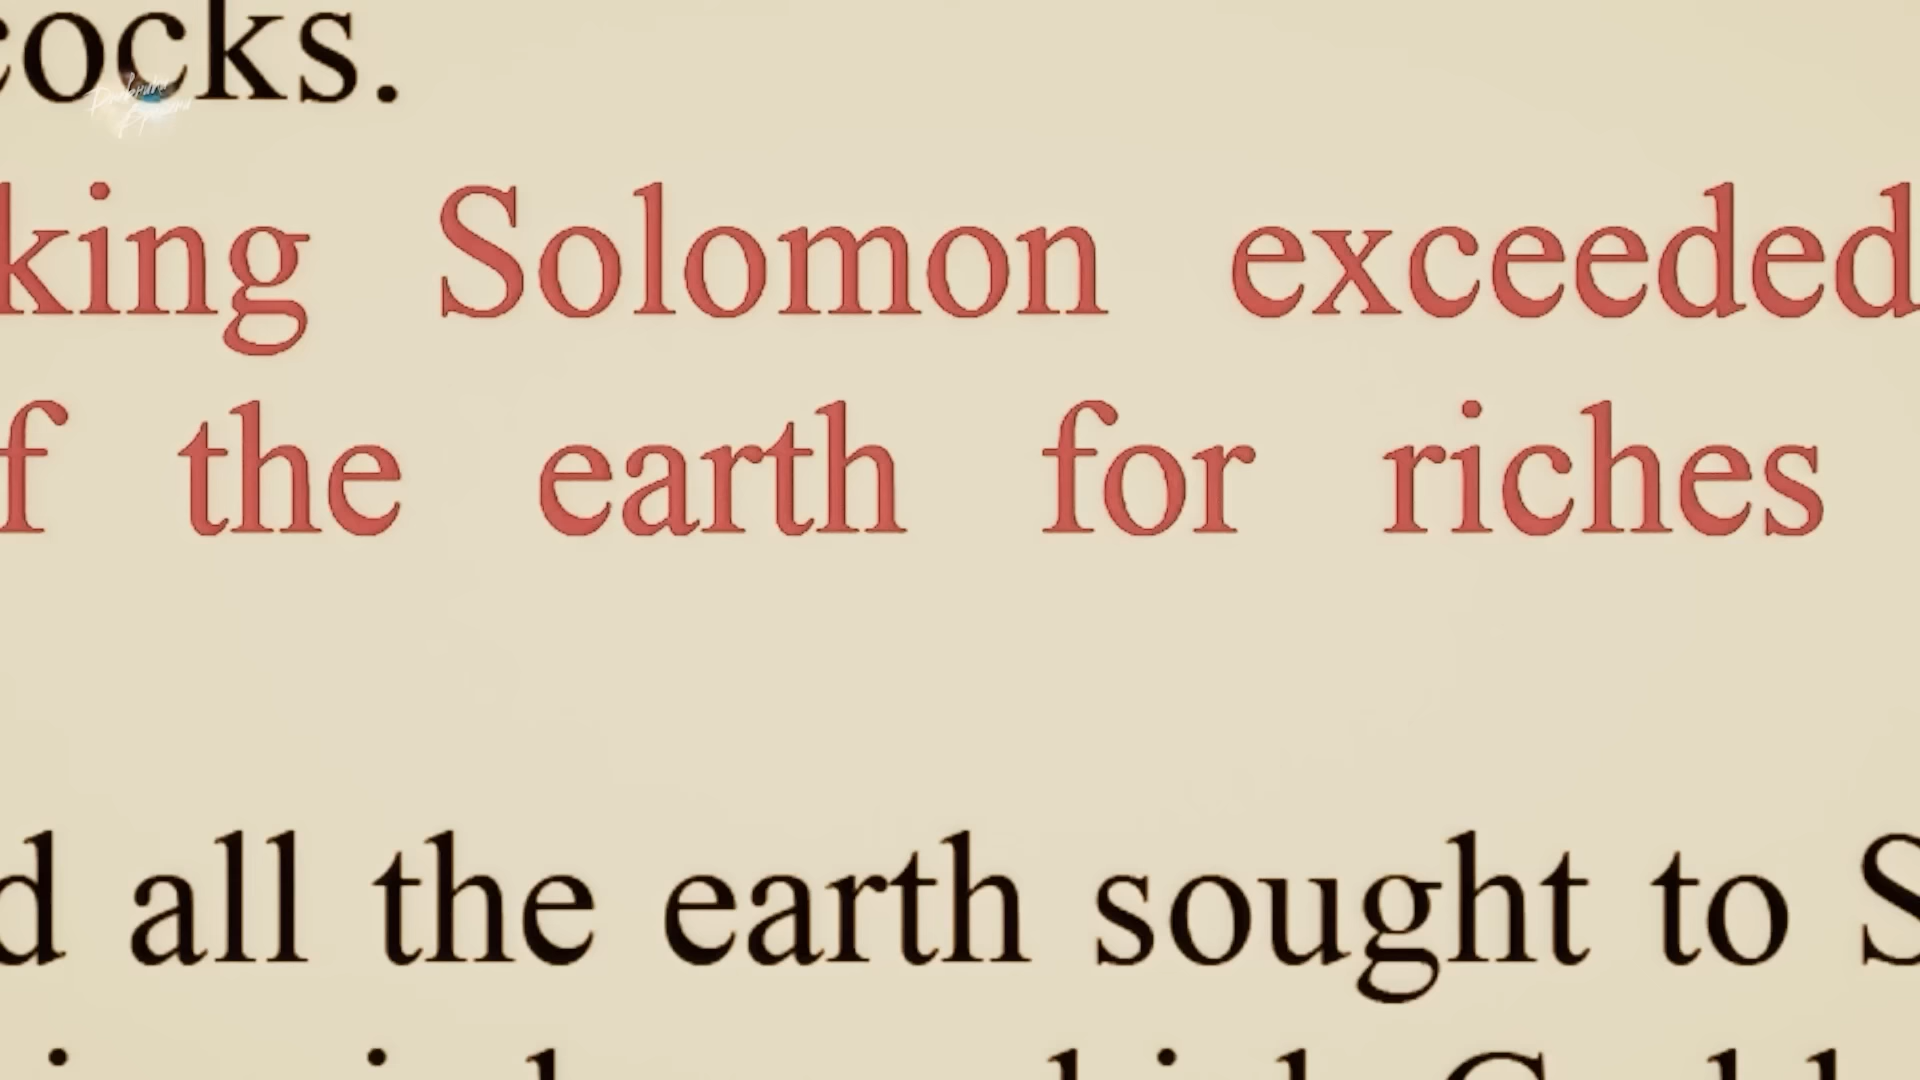 cocks.
king Solomon exceeded
f the earth for riches
d all the earth sought to S